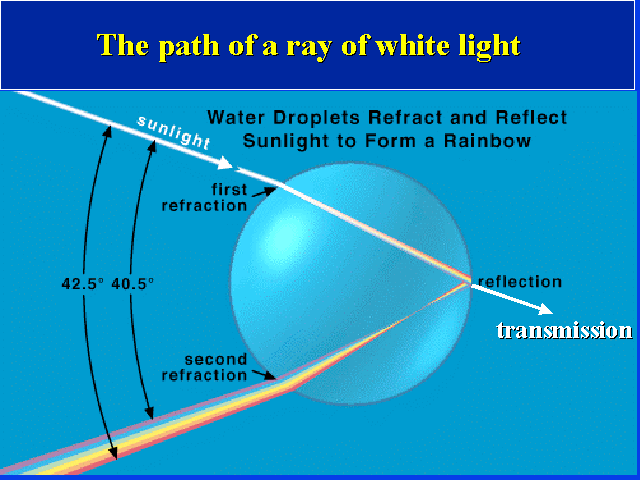 The path of a ray of white light
Water Droplets Refract and Reflect
Sunlight to Form a Rainbow
sunlight
first
refraction
42.5° 40.5°
reflection
transmission
second
refraction